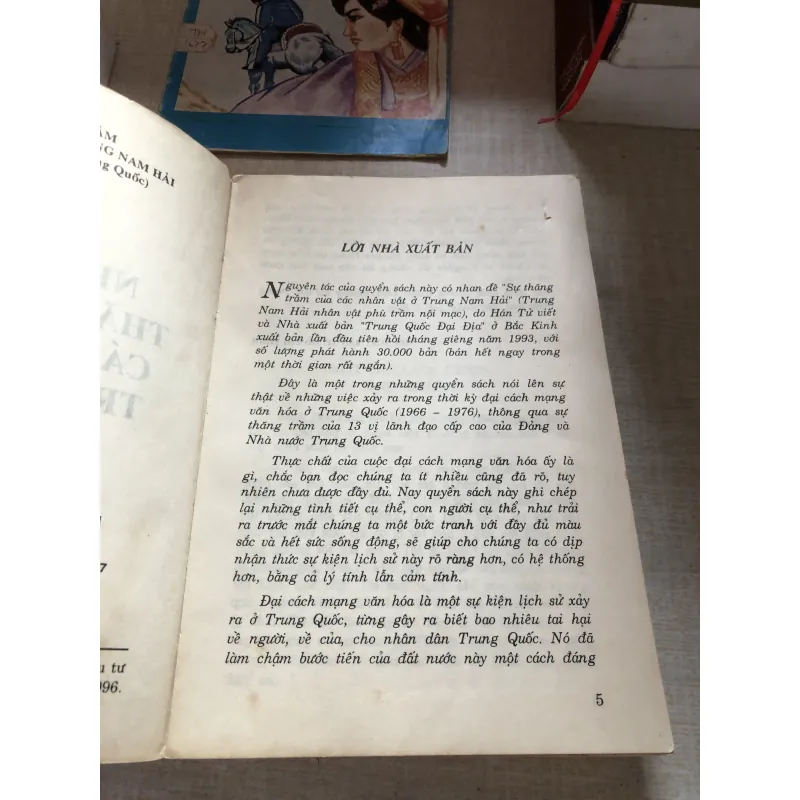 NG NAM HẢI
Quốc)
LỜI NHÀ XUẤT BẢN
Nguyên tác của quyển sách này có nhan đề "Sự thăng
trầm của các nhân vật ở Trung Nam Hải" (Trung
Nam Hải nhân vật phù trầm nội mạc), do Hán Tử viết
và Nhà xuất bản "Trung Quốc Đại Địa" ở Bắc Kinh
xuất bản lần đầu tiên hồi tháng giêng năm 1993, với
số lượng phát hành 30.000 bản (bán hết ngay trong
một thời gian rất ngắn).
Đây là một trong những quyển sách nói lên sự
thật về những việc xảy ra trong thời kỳ đại cách mạng
văn hóa ở Trung Quốc (1966 – 1976), thông qua sự
thăng trầm của 13 vị lãnh đạo cấp cao của Đảng và
Nhà nước Trung Quốc.
Thực chất của cuộc đại cách mạng văn hóa ấy là
gì, chắc bạn đọc chúng ta ít nhiều cũng đã rõ, tuy
nhiên chưa được đầy đủ. Nay quyển sách này ghi chép
lại những tình tiết cụ thể, con người cụ thể, như trải
ra trước mắt chúng ta một bức tranh với đầy đủ màu
sắc và hết sức sống động, sẽ giúp cho chúng ta có dịp
nhận thức sự kiện lịch sử này rõ ràng hơn, có hệ thống
hơn, bằng cả lý tính lẫn cảm tính.
Đại cách mạng văn hóa là một sự kiện lịch sử xảy
ra ở Trung Quốc, từng gây ra biết bao nhiêu tai hại
về người, về của, cho nhân dân Trung Quốc. Nó đã
làm chậm bước tiến của đất nước này một cách đáng
5
7
tư
96.